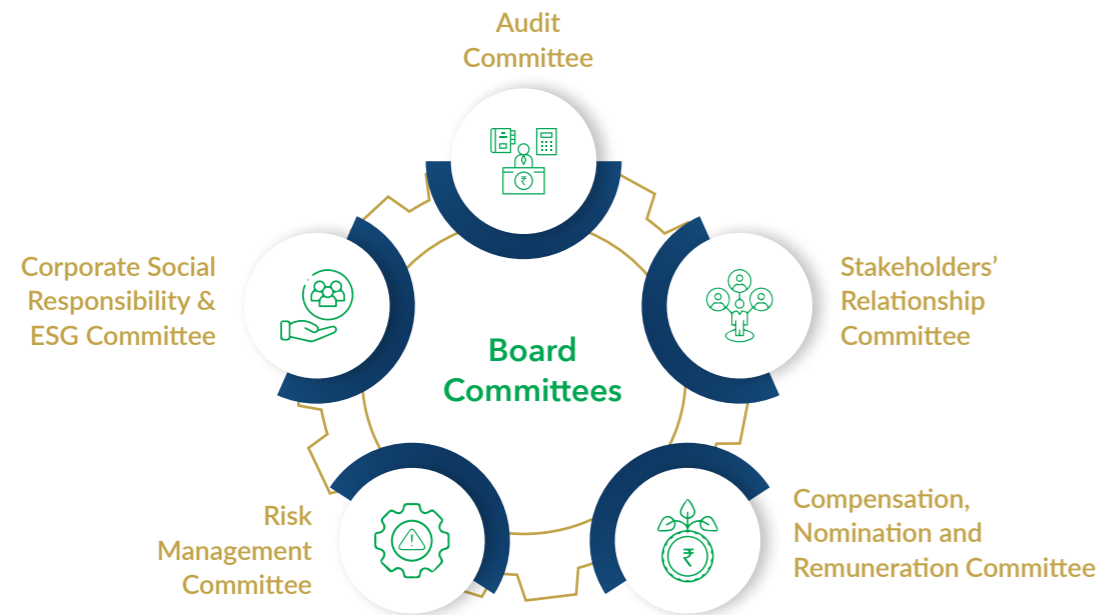 Audit
Committee
Corporate Social
Responsibility &
ESG Committee
Stakeholders’
Relationship
Committee
Board
Committees
Risk
Management
Committee
Compensation,
Nomination and
Remuneration Committee
₹
₹